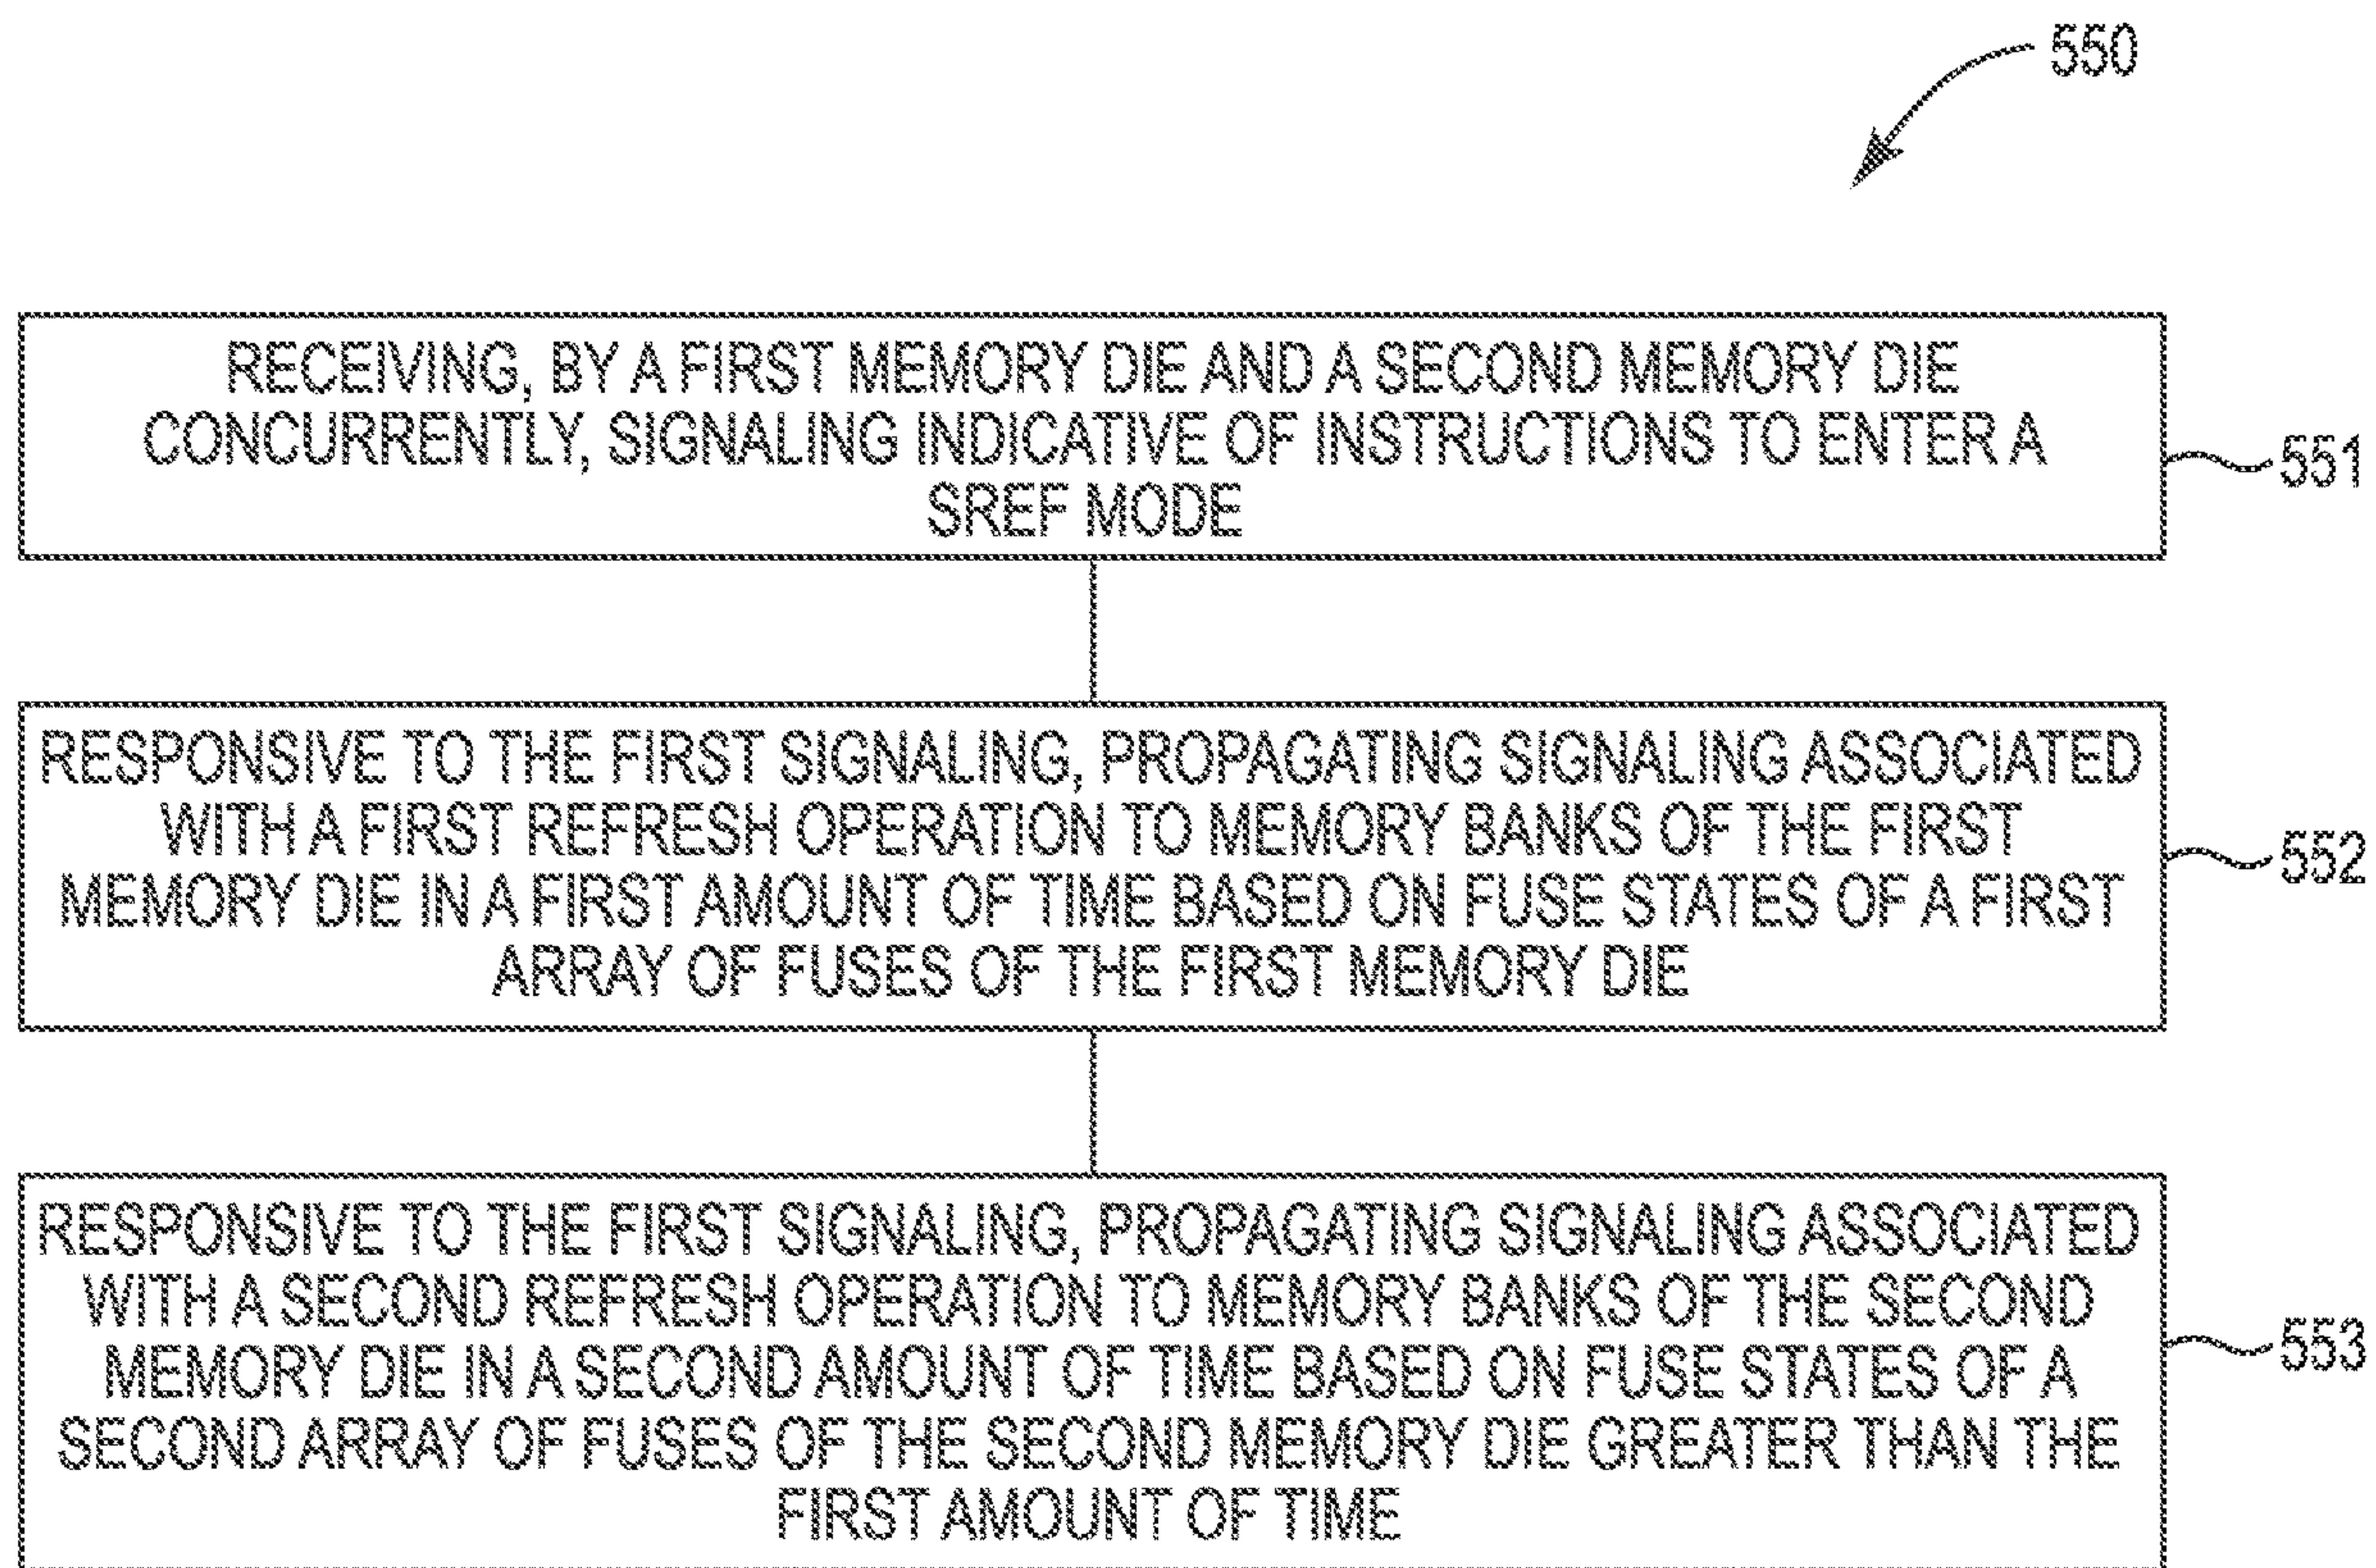 550
RECEIVING, BY A FIRST MEMORY DIE AND A SECOND MEMORY DIE
CONCURRENTLY, SIGNALING INDICATIVE OF INSTRUCTIONS TO ENTER A
SREF MODE
551
RESPONSIVE TO THE FIRST SIGNALING, PROPAGATING SIGNALING ASSOCIATED
WITH A FIRST REFRESH OPERATION TO MEMORY BANKS OF THE FIRST
MEMORY DIE IN A FIRST AMOUNT OF TIME BASED ON FUSE STATES OF A FIRST
ARRAY OF FUSES OF THE FIRST MEMORY DIE
552
RESPONSIVE TO THE FIRST SIGNALING, PROPAGATING SIGNALING ASSOCIATED
WITH A SECOND REFRESH OPERATION TO MEMORY BANKS OF THE SECOND
MEMORY DIE IN A SECOND AMOUNT OF TIME BASED ON FUSE STATES OF A
SECOND ARRAY OF FUSES OF THE SECOND MEMORY DIE GREATER THAN THE
FIRST AMOUNT OF TIME
553